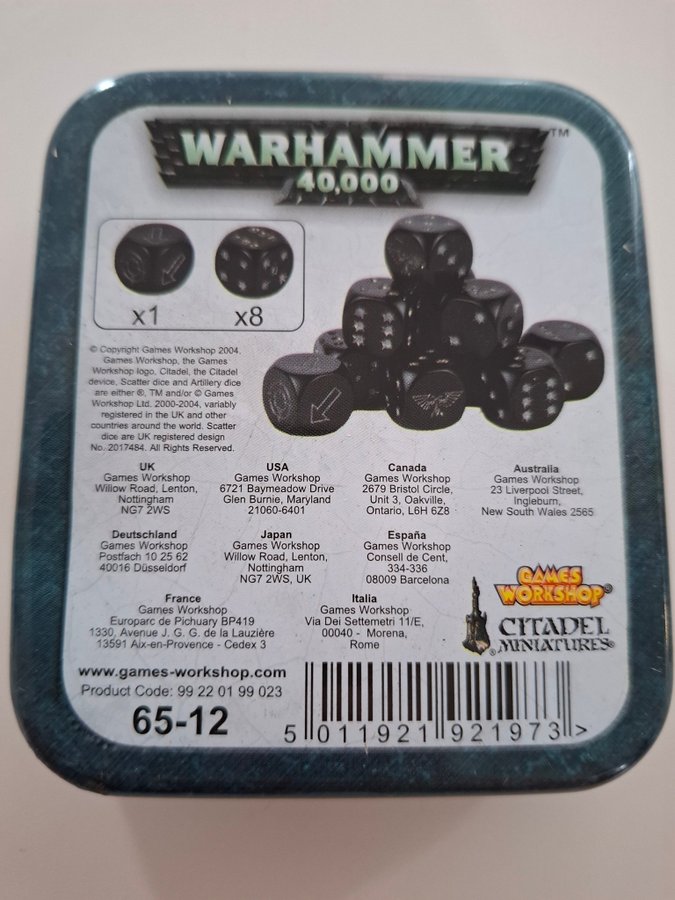 WARHAMMER™
40,000
x1
x8
© Copyright Games Workshop 2004,
Games Workshop, the Games
Workshop logo, Citadel, the Citadel
device, Scatter dice and Artillery dice
are either ®, TM and/or © Games
Workshop Ltd. 2000-2004, variably
registered in the UK and other
countries around the world. Scatter
dice are UK registered design
No. 2017484. All Rights Reserved.
UK
Games Workshop
Willow Road, Lenton,
Nottingham
NG7 2WS
USA
Games Workshop
6721 Baymeadow Drive
Glen Burnie, Maryland
21060-6401
Canada
Games Workshop
2679 Bristol Circle,
Unit 3, Oakville,
Ontario, L6H 6Z8
Australia
Games Workshop
23 Liverpool Street,
Ingleburn,
New South Wales 2565
Deutschland
Games Workshop
Postfach 10 25 62
40016 Düsseldorf
Japan
Games Workshop
Willow Road, Lenton,
Nottingham
NG7 2WS, UK
España
Games Workshop
Consell de Cent,
334-336
08009 Barcelona
France
Games Workshop
Europarc de Pichuary BP419
1330, Avenue J. G. G. de la Lauzière
13591 Aix-en-Provence - Cedex 3
Italia
Games Workshop
Via Dei Settemetri 11/E,
00040 - Morena,
Rome
GAMES
WORKSHOP®
CITADEL
MINIATURES®
®
www.games-workshop.com
Product Code: 99 22 01 99 023
65-12
5 011921 921973 >